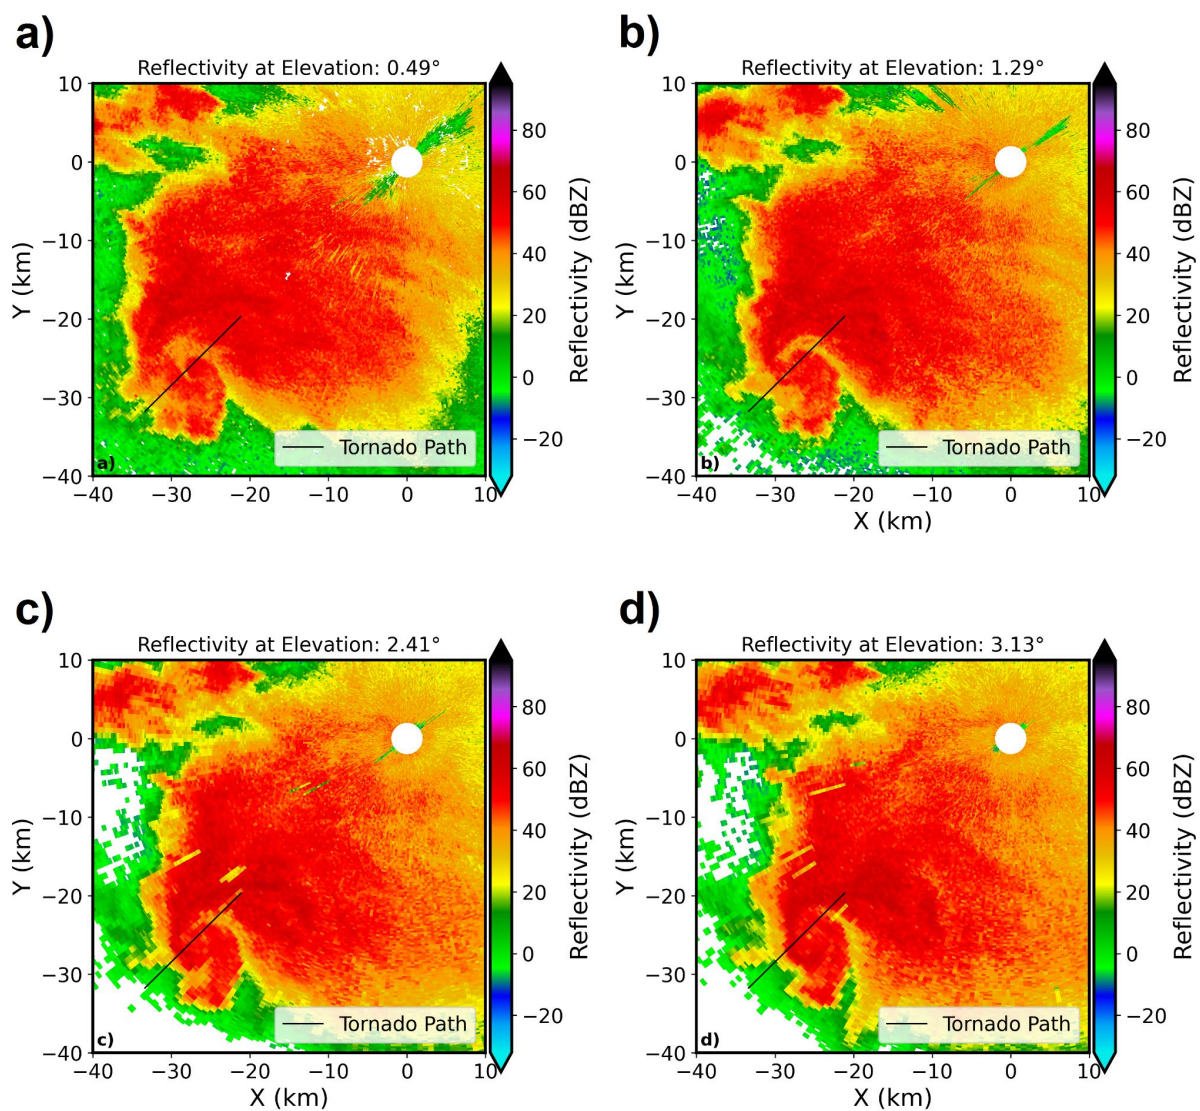 a)
Reflectivity at Elevation: 0.49°
10
0
−10
−20
−30
−40
Y (km)
−40 −30 −20 −10 0 10
a)
Tornado Path
80
60
40
20
0
−20
Reflectivity (dBZ)
b)
Reflectivity at Elevation: 1.29°
10
0
−10
−20
−30
−40
Y (km)
−40 −30 −20 −10 0 10
X (km)
b)
Tornado Path
80
60
40
20
0
−20
Reflectivity (dBZ)
c)
Reflectivity at Elevation: 2.41°
10
0
−10
−20
−30
−40
Y (km)
−40 −30 −20 −10 0 10
X (km)
c)
Tornado Path
80
60
40
20
0
−20
Reflectivity (dBZ)
d)
Reflectivity at Elevation: 3.13°
10
0
−10
−20
−30
−40
Y (km)
−40 −30 −20 −10 0 10
X (km)
d)
Tornado Path
80
60
40
20
0
−20
Reflectivity (dBZ)